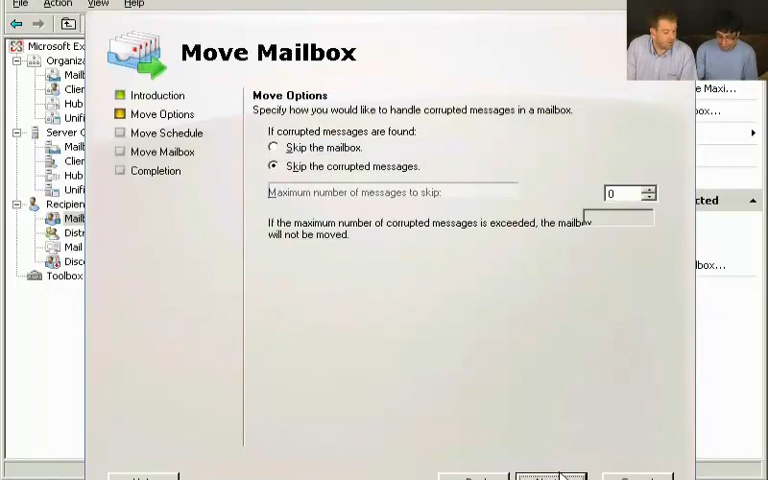 File Action View Help
Move Mailbox
Microsoft Ex
Organiza
Mailb
Clien
Hub
Unifi
Server C
Mailb
Clien
Hub
Unifi
Recipien
Mailb
Distr
Mail
Disc
Toolbox
Introduction
Move Options
Move Schedule
Move Mailbox
Completion
Move Options
Specify how you would like to handle corrupted messages in a mailbox.
If corrupted messages are found:
Skip the mailbox.
Skip the corrupted messages.
Maximum number of messages to skip:
0
If the maximum number of corrupted messages is exceeded, the mailbox
will not be moved.
e Maxi...
ox...
cted
box...